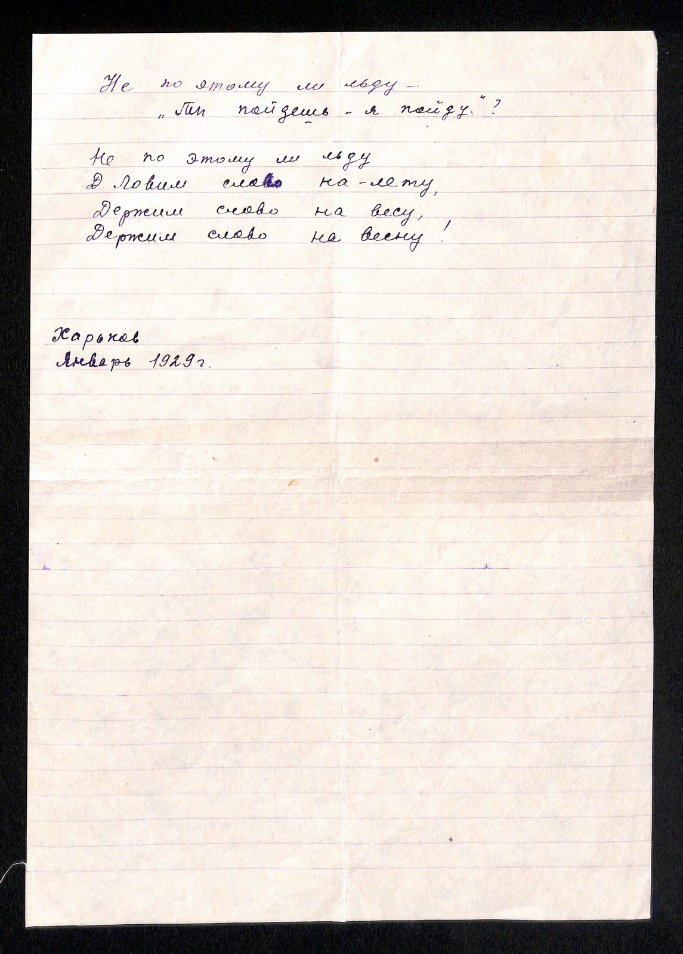 Не по этому ли льду –
„Ты пойдешь – я пойду."?
Не по этому ли льду
Д Ловим слово на-лету,
Держим слово на весу,
Держим слово на весну!
Харьков
Январь 1929 г.